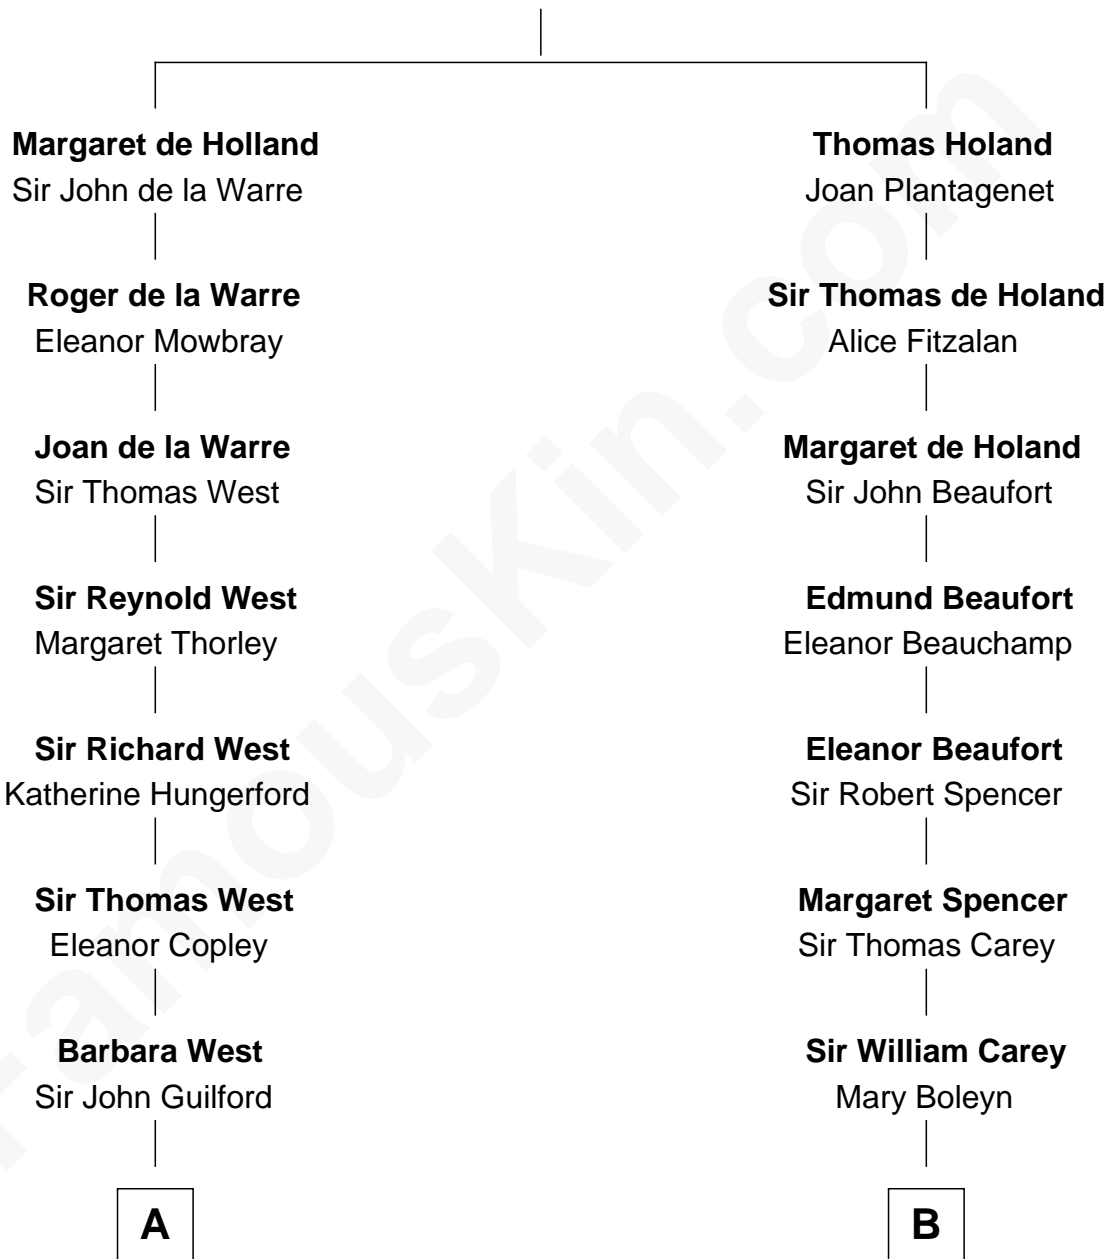 Margaret de Holland
Sir John de la Warre
Roger de la Warre
Eleanor Mowbray
Joan de la Warre
Sir Thomas West
Sir Reynold West
Margaret Thorley
Sir Richard West
Katherine Hungerford
Sir Thomas West
Eleanor Copley
Barbara West
Sir John Guilford
A
Thomas Holand
Joan Plantagenet
Sir Thomas de Holand
Alice Fitzalan
Margaret de Holand
Sir John Beaufort
Edmund Beaufort
Eleanor Beauchamp
Eleanor Beaufort
Sir Robert Spencer
Margaret Spencer
Sir Thomas Carey
Sir William Carey
Mary Boleyn
B
FamousKin.com